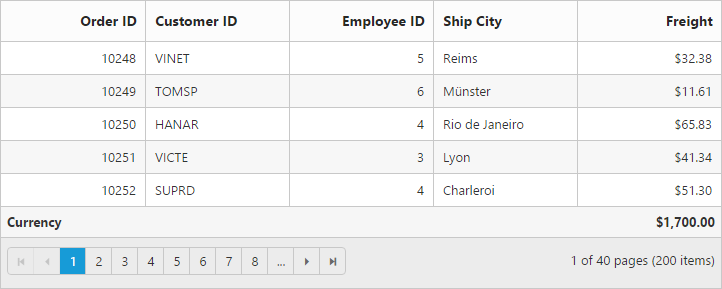 Order ID Customer ID Employee ID Ship City Freight
10248 VINET 5 Reims $32.38
10249 TOMSP 6 Münster $11.61
10250 HANAR 4 Rio de Janeiro $65.83
10251 VICTE 3 Lyon $41.34
10252 SUPRD 4 Charleroi $51.30
Currency $1,700.00
1 2 3 4 5 6 7 8 ... 1 of 40 pages (200 items)